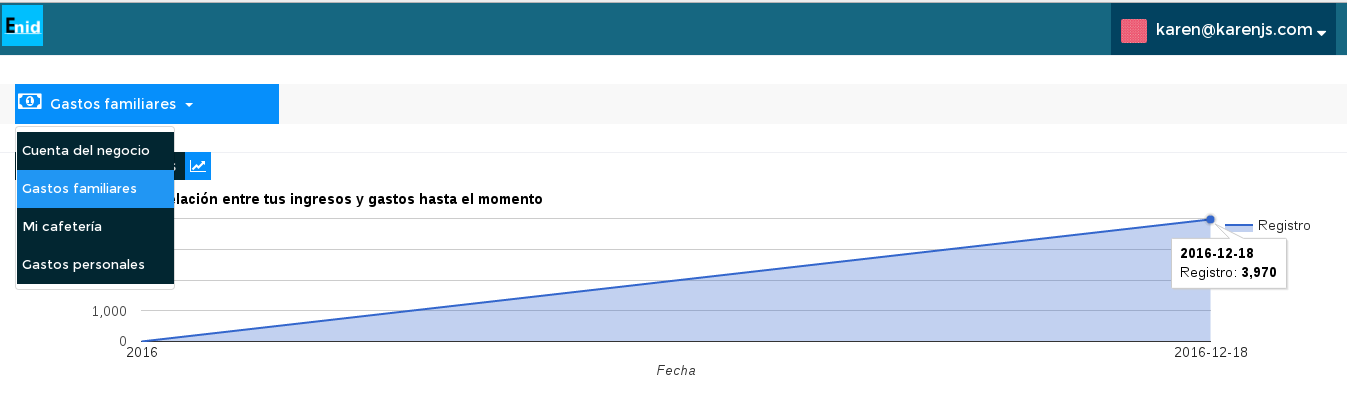 Enid
karen@karenjs.com
Gastos familiares
Cuenta del negocio
Gastos familiares
Mi cafetería
Gastos personales
entre tus ingresos y gastos hasta el momento
Registro
2016-12-18
Registro: 3,970
1,000
0
2016
2016-12-18
Fecha